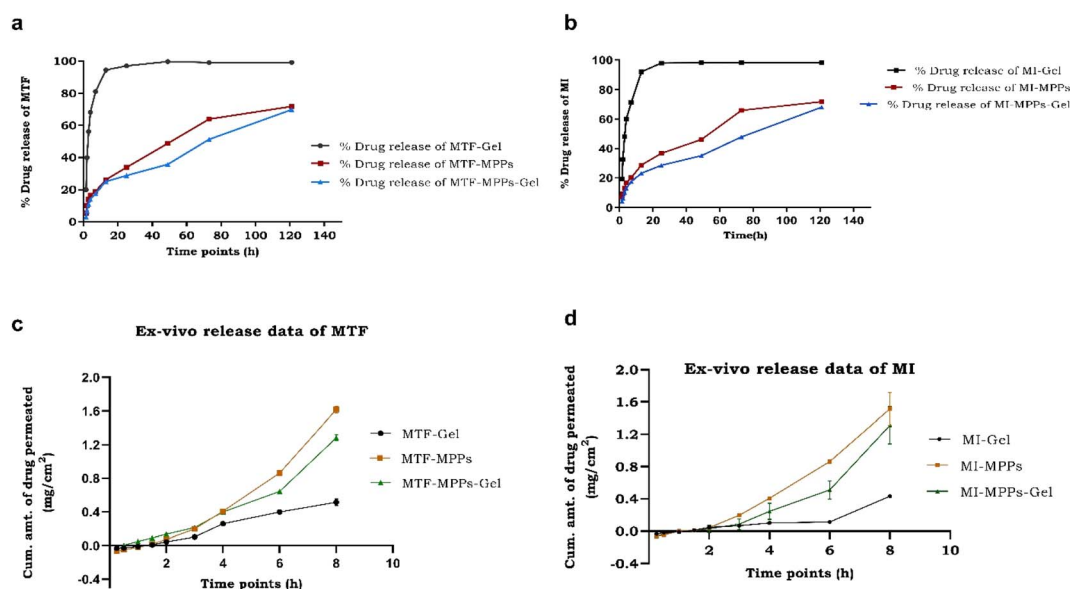 a
% Drug release of MTF
100
80
60
40
20
0
0 20 40 60 80 100 120 140
Time points (h)
% Drug release of MTF-Gel
% Drug release of MTF-MPPs
% Drug release of MTF-MPPs-Gel
b
% Drug release of MI
100
80
60
40
20
0
0 20 40 60 80 100 120 140
Time(h)
% Drug release of MI-Gel
% Drug release of MI-MPPs
% Drug release of MI-MPPs-Gel
c
Ex-vivo release data of MTF
Cum. amt. of drug permeated
(mg/cm²)
2.0
1.6
1.2
0.8
0.4
0.0
-0.4
2 4 6 8 10
Time points (h)
MTF-Gel
MTF-MPPs
MTF-MPPs-Gel
d
Ex-vivo release data of MI
Cum. amt. of drug permeated
(mg/cm²)
2.0
1.6
1.2
0.8
0.4
0.0
-0.4
2 4 6 8 10
Time points (h)
MI-Gel
MI-MPPs
MI-MPPs-Gel